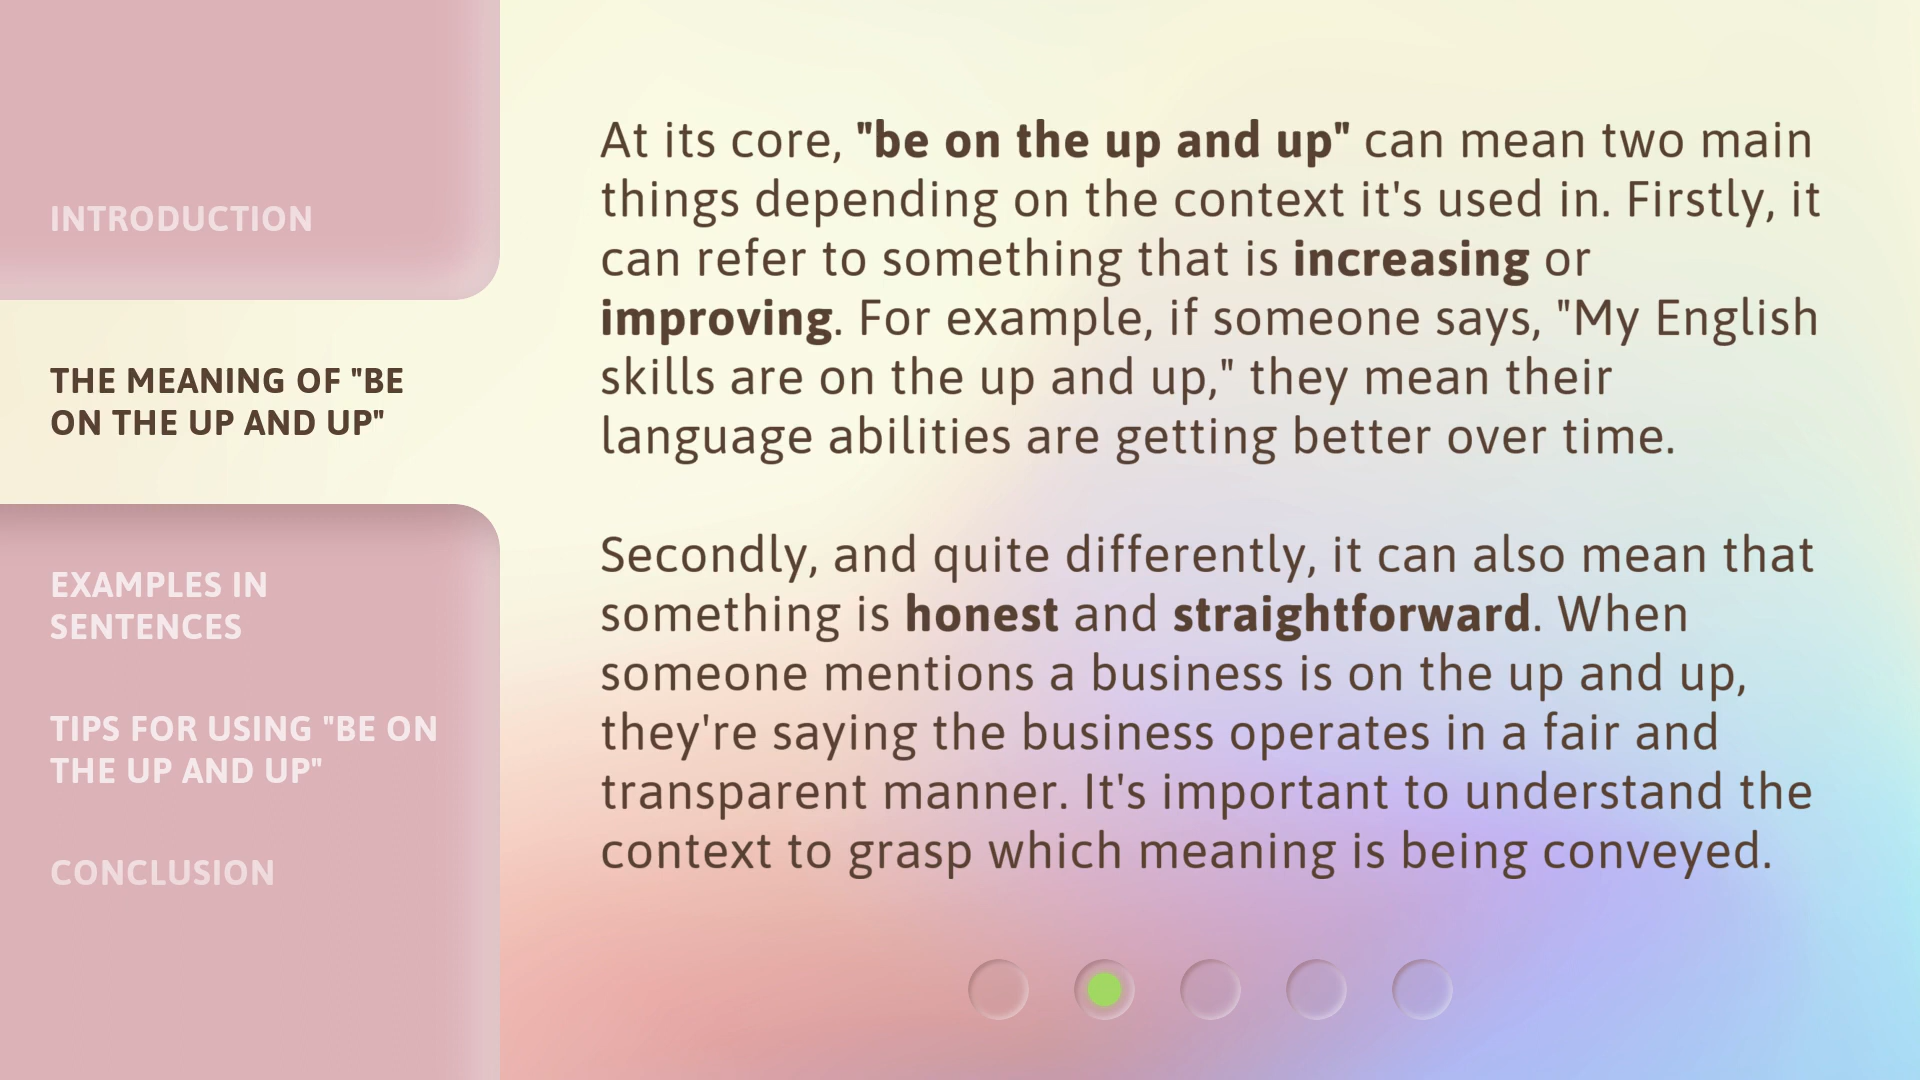 INTRODUCTION
THE MEANING OF "BE
ON THE UP AND UP"
EXAMPLES IN
SENTENCES
TIPS FOR USING "BE ON
THE UP AND UP"
CONCLUSION
At its core, "be on the up and up" can mean two main
things depending on the context it's used in. Firstly, it
can refer to something that is increasing or
improving. For example, if someone says, "My English
skills are on the up and up," they mean their
language abilities are getting better over time.
Secondly, and quite differently, it can also mean that
something is honest and straightforward. When
someone mentions a business is on the up and up,
they're saying the business operates in a fair and
transparent manner. It's important to understand the
context to grasp which meaning is being conveyed.